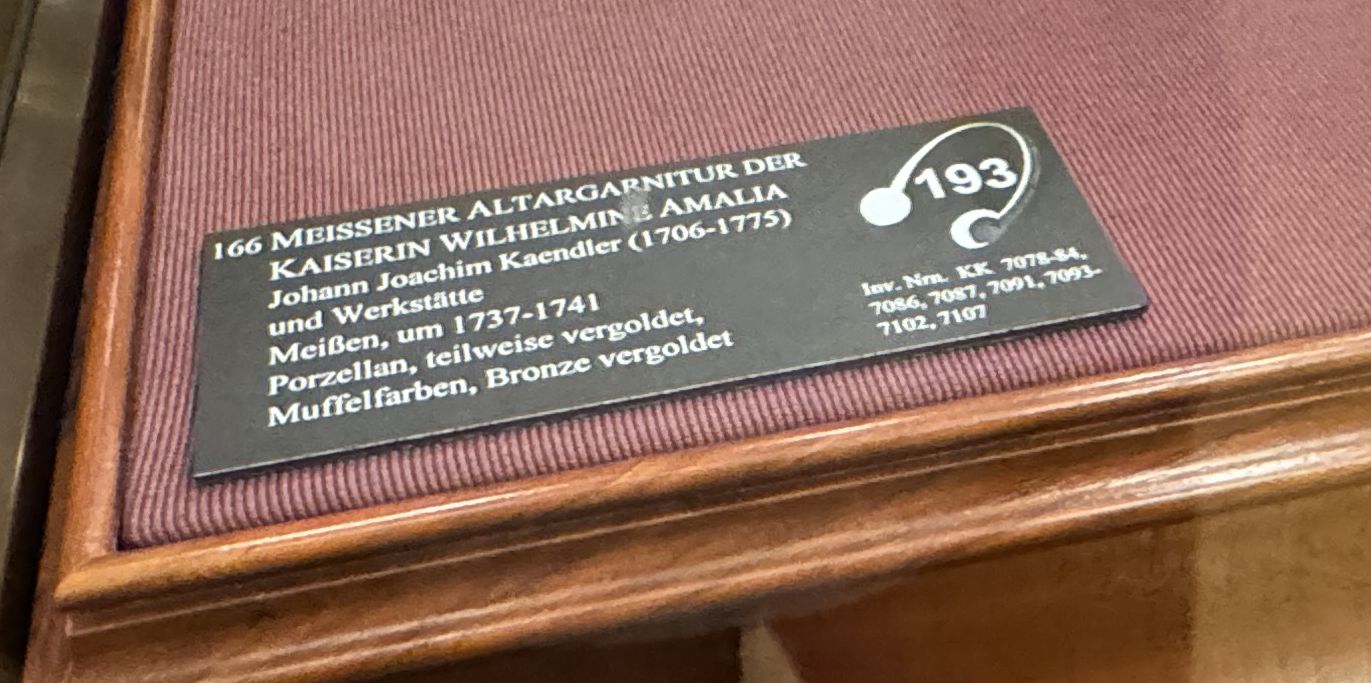 166 MEISSENER ALTARGARNITUR DER
KAISERIN WILHELMINE AMALIA
Johann Joachim Kaendler (1706-1775)
und Werkstätte
Meißen, um 1737-1741
Porzellan, teilweise vergoldet,
Muffelfarben, Bronze vergoldet
193
Inv. Nrn. KK 7078-84,
7086, 7087, 7091, 7093-
7102, 7107